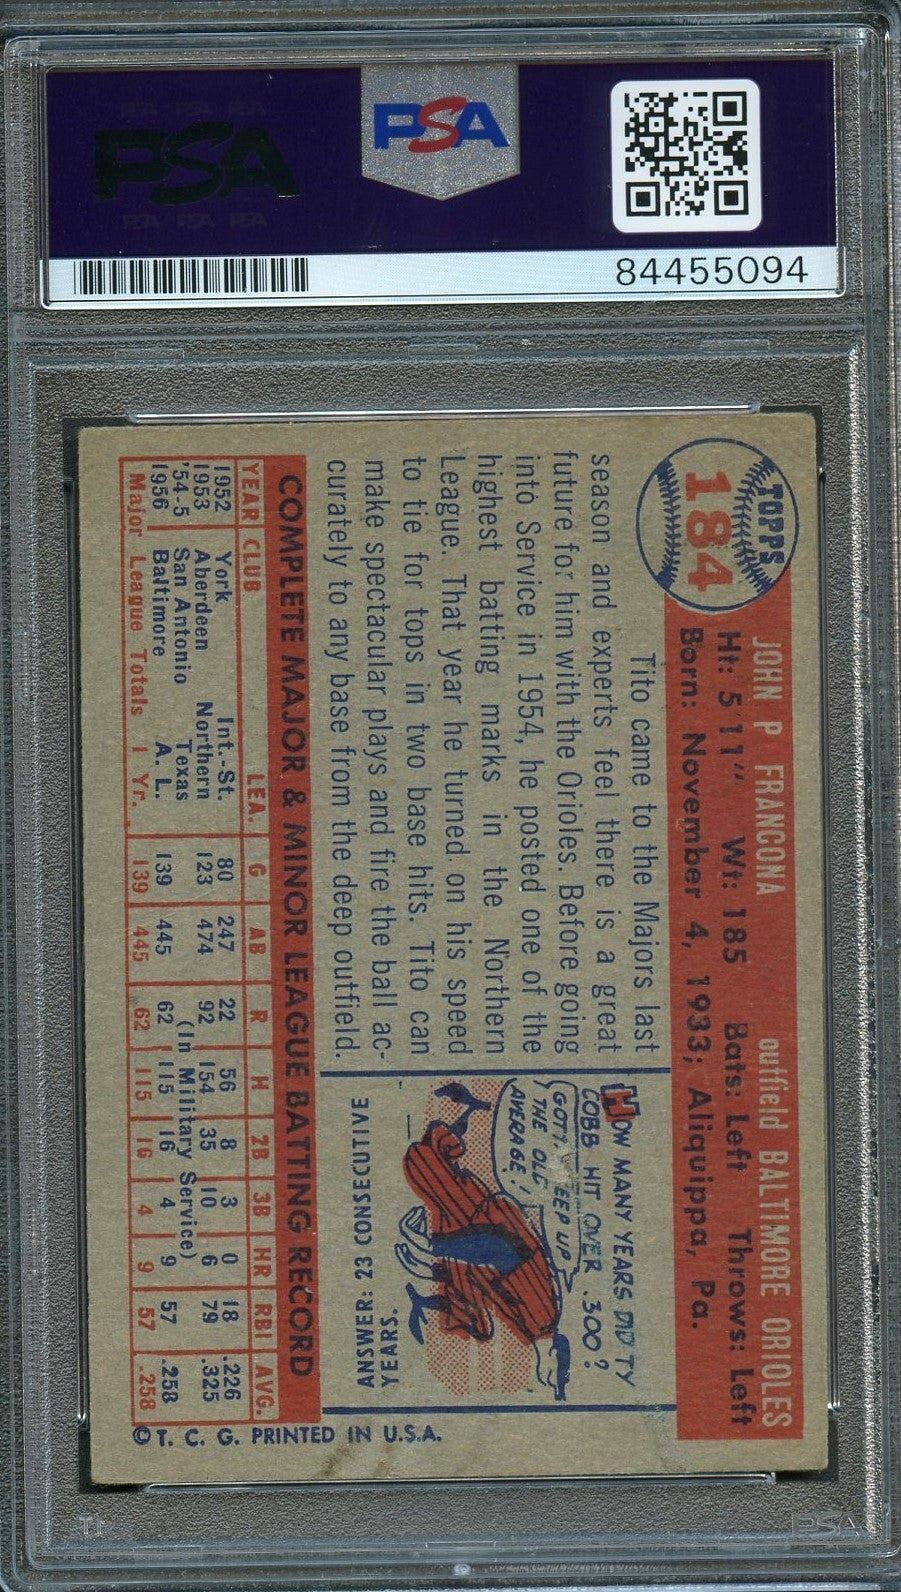 PSA
PSA PSA PSA
PSA
PSA PSA PSA
84455094
TOPPS
184
JOHN P FRANCONA outfield BALTIMORE ORIOLES
Ht: 5'11" Wt: 185 Bats: Left Throws: Left
Born: November 4, 1933; Aliquippa, Pa.
Tito came to the Majors last
season and experts feel there is a great
future for him with the Orioles. Before going
into Service in 1954, he posted one of the
highest batting marks in the Northern
League. That year he turned on his speed
to tie for tops in two base hits. Tito can
make spectacular plays and fire the ball ac-
curately to any base from the deep outfield.
HOW MANY YEARS DID TY
COBB HIT OVER .300?
GOTTA KEEP UP
THE OLD
AVERAGE!
ANSWER: 23 CONSECUTIVE
YEARS.
COMPLETE MAJOR & MINOR LEAGUE BATTING RECORD
YEAR CLUB LEA. G AB R H 2B 3B HR RBI AVG.
1952 York Int.-St. 80 247 22 56 8 3 0 18 .226
1953 Aberdeen Northern 123 474 92 154 35 10 6 79 .325
'54-5 San Antonio Texas (In Military Service)
1956 Baltimore A. L. 139 445 62 115 16 4 9 57 .258
Major League Totals 1 Yr. 139 445 62 115 16 4 9 57 .258
© T. C. G. PRINTED IN U.S.A.
PSA